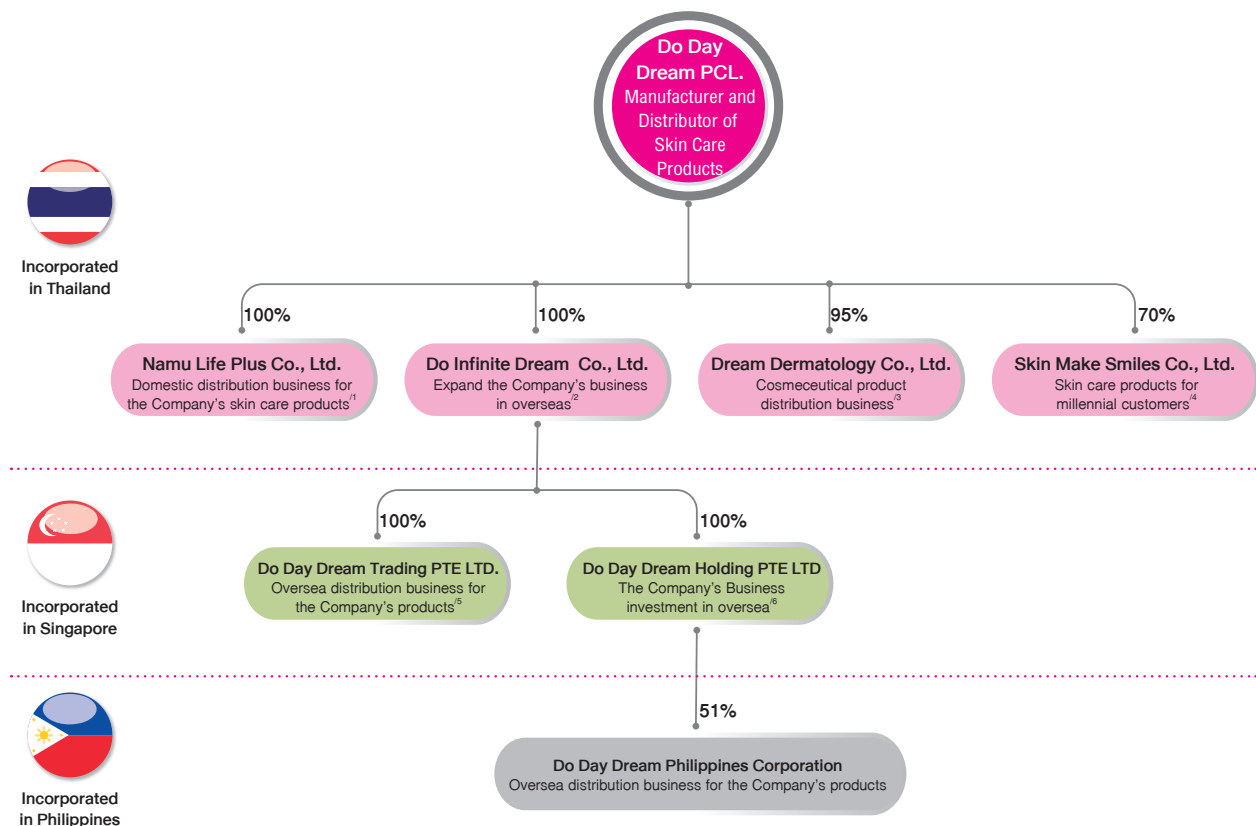 Do Day
Dream PCL.
Manufacturer and
Distributor of
Skin Care
Products
Incorporated
in Thailand
100%
100%
95%
70%
Namu Life Plus Co., Ltd.
Domestic distribution business for
the Company's skin care products/1
Do Infinite Dream Co., Ltd.
Expand the Company's business
in overseas/2
Dream Dermatology Co., Ltd.
Cosmeceutical product
distribution business/3
Skin Make Smiles Co., Ltd.
Skin care products for
millennial customers/4
Incorporated
in Singapore
100%
100%
Do Day Dream Trading PTE LTD.
Oversea distribution business for
the Company's products/5
Do Day Dream Holding PTE LTD
The Company's Business
investment in oversea/6
Incorporated
in Philippines
51%
Do Day Dream Philippines Corporation
Oversea distribution business for the Company's products